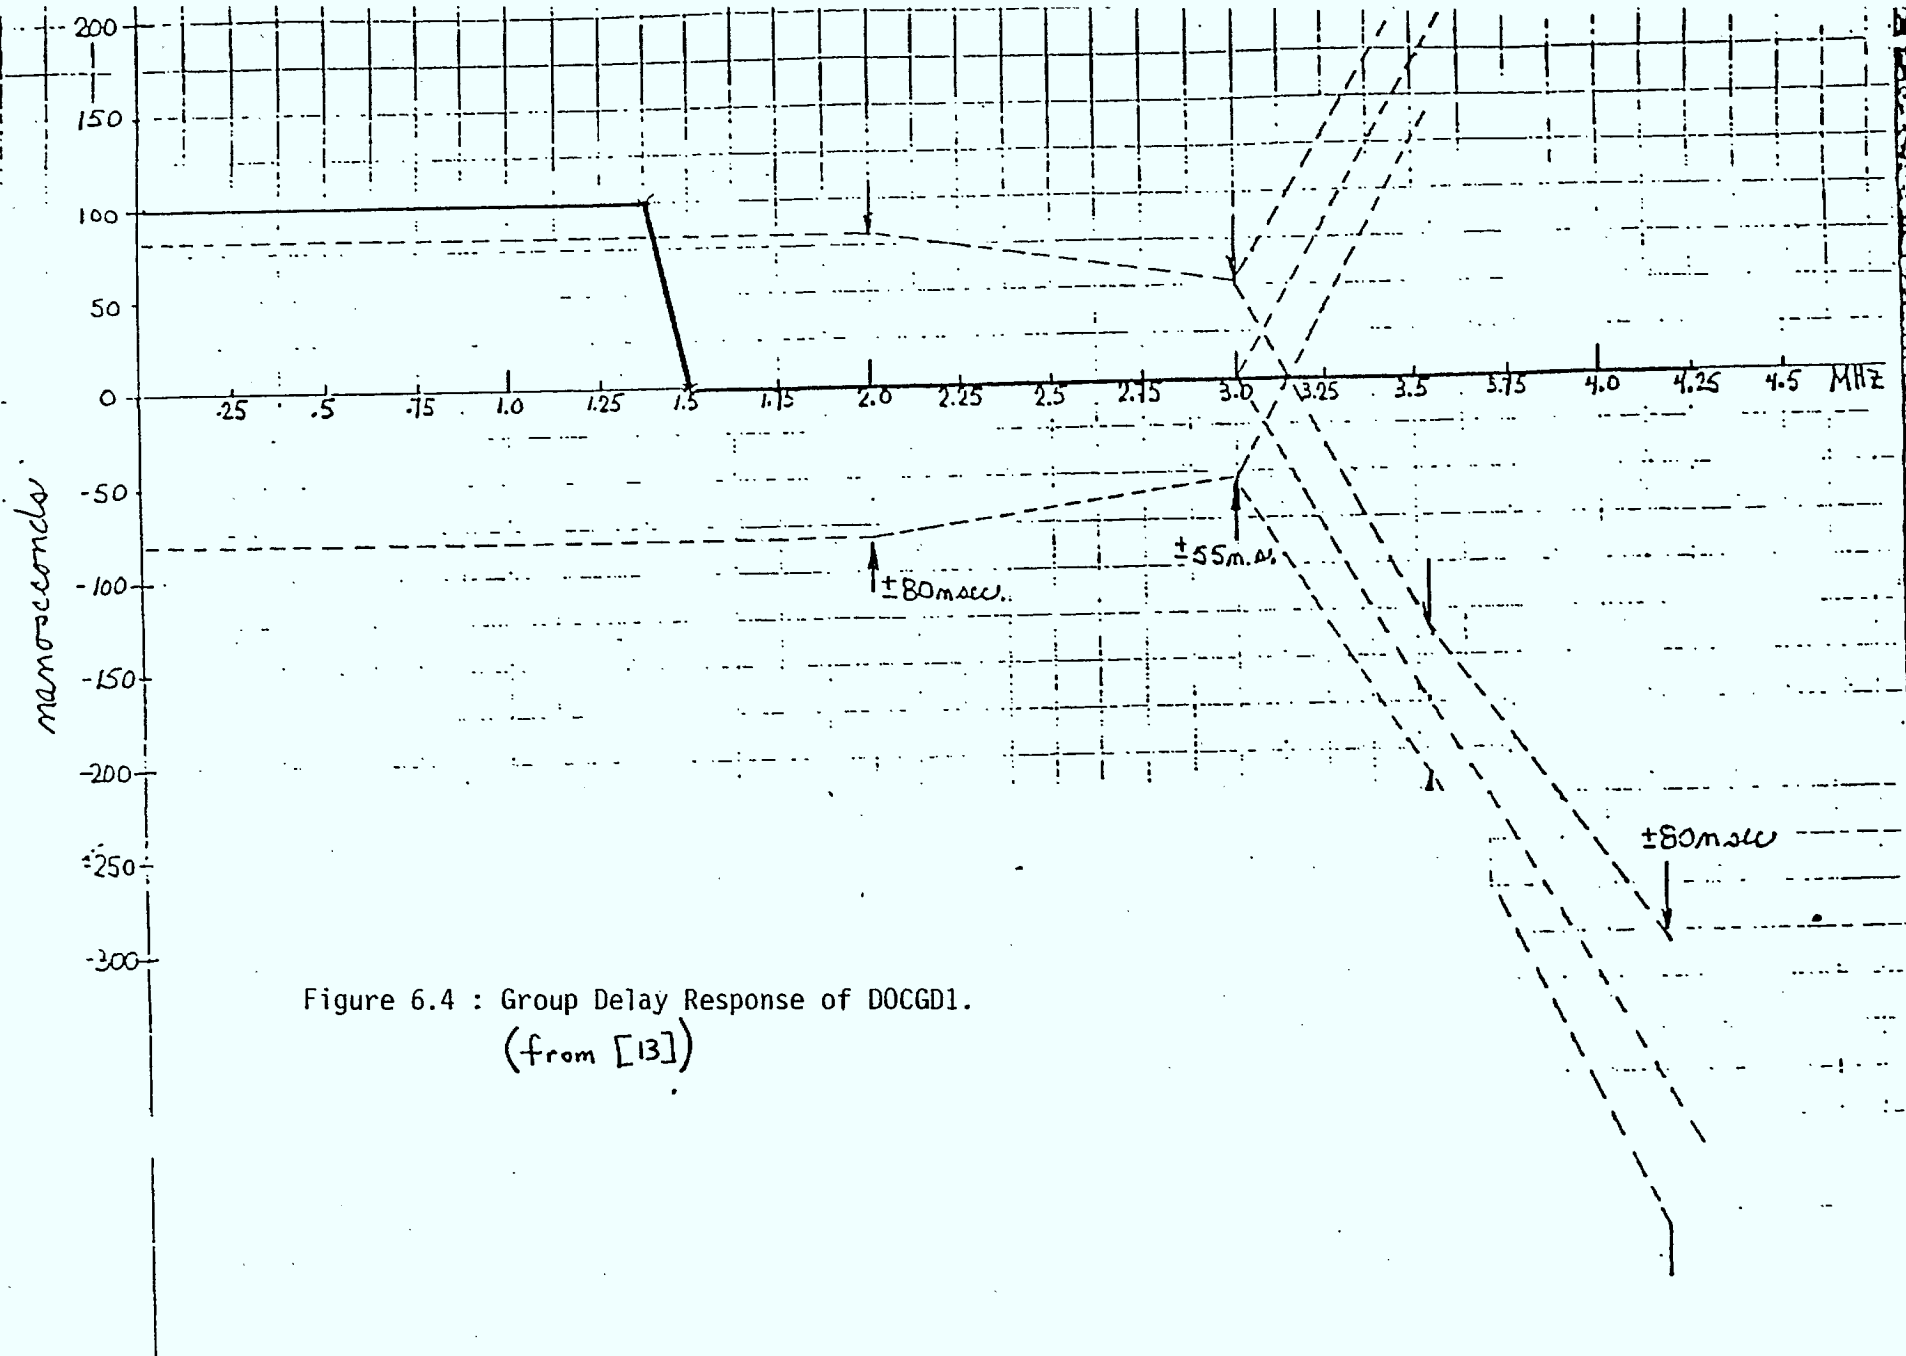 200
150
100
50
0
-50
-100
-150
-200
-250
-300
nanosconds
.25 .5 .75 1.0 1.25 1.5 1.75 2.0 2.25 2.5 2.75 3.0 3.25 3.5 3.75 4.0 4.25 4.5 MHZ
±80nsec.
±55n.s.
±80nsec
Figure 6.4 : Group Delay Response of DOCGD1.
(from [13])